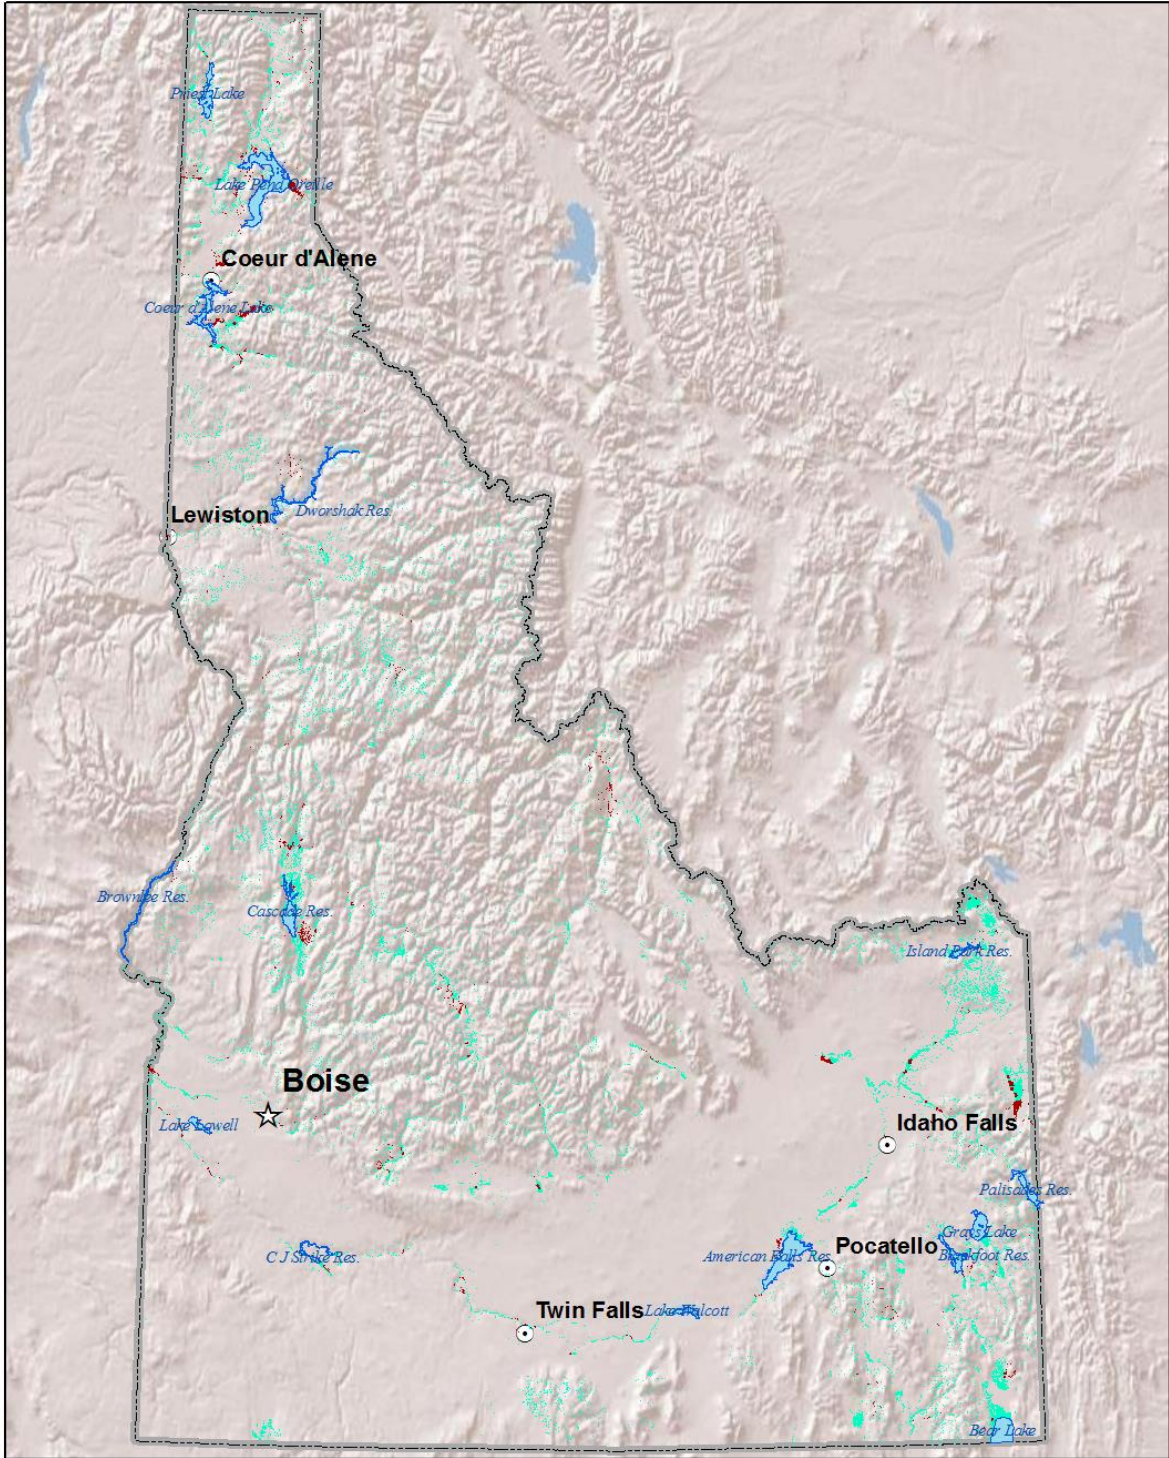 Priest Lake
Lake Pend Oreille
Coeur d'Alene
Coeur d'Alene Lake
Lewiston
Dworshak Res.
Brownlee Res.
Cascade Res.
Island Park Res.
Boise
Lake Lowell
Idaho Falls
Palisades Res.
Grays Lake
C J Strike Res.
American Falls Res.
Pocatello
Blackfoot Res.
Twin Falls
Lake Walcott
Bear Lake